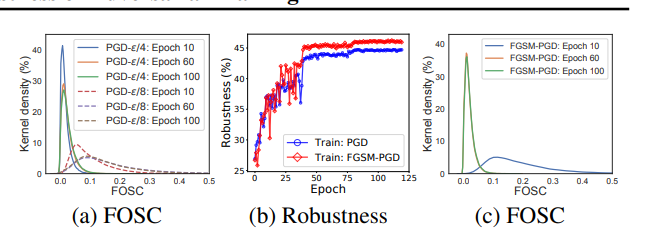 40
30
20
10
0
Kernel density (%)
PGD-ε/4: Epoch 10
PGD-ε/4: Epoch 60
PGD-ε/4: Epoch 100
PGD-ε/8: Epoch 10
PGD-ε/8: Epoch 60
PGD-ε/8: Epoch 100
0.0 0.1 0.2 0.3 0.4 0.5
FOSC
(a) FOSC
45
40
35
30
25
Robustness (%)
Train: PGD
Train: FGSM-PGD
0 25 50 75 100 125
Epoch
(b) Robustness
40
30
20
10
0
Kernel density (%)
FGSM-PGD: Epoch 10
FGSM-PGD: Epoch 60
FGSM-PGD: Epoch 100
0.0 0.1 0.2 0.3 0.4 0.5
FOSC
(c) FOSC